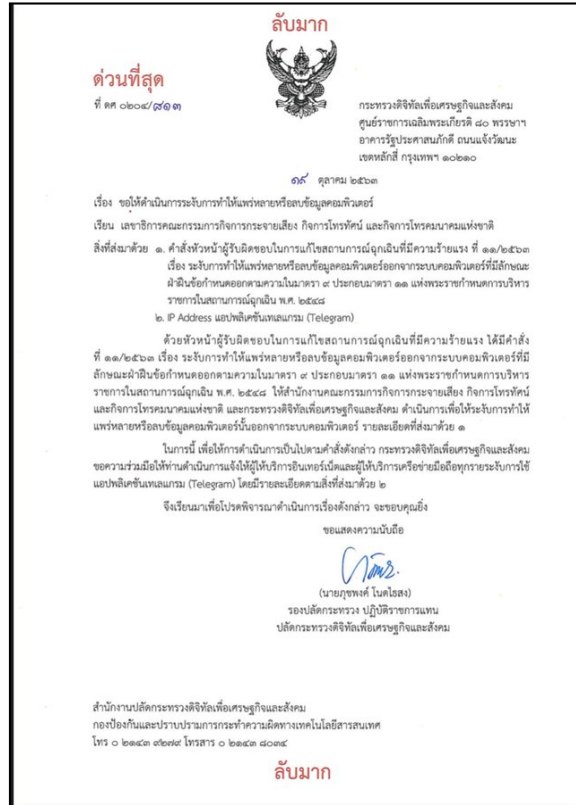 ลับมาก
ด่วนที่สุด
ที่ ดศ ๐๒๐๔/๘๑๓
กระทรวงดิจิทัลเพื่อเศรษฐกิจและสังคม
ศูนย์ราชการเฉลิมพระเกียรติ ๘๐ พรรษาฯ
อาคารรัฐประศาสนภักดี ถนนแจ้งวัฒนะ
เขตหลักสี่ กรุงเทพฯ ๑๐๒๑๐
๑๙ ตุลาคม ๒๕๖๓
เรื่อง ขอให้ดำเนินการระงับการทำให้แพร่หลายหรือลบข้อมูลคอมพิวเตอร์
เรียน เลขาธิการคณะกรรมการกิจการกระจายเสียง กิจการโทรทัศน์ และกิจการโทรคมนาคมแห่งชาติ
สิ่งที่ส่งมาด้วย ๑. คำสั่งหัวหน้าผู้รับผิดชอบในการแก้ไขสถานการณ์ฉุกเฉินที่มีความร้ายแรง ที่ ๑๑/๒๕๖๓
เรื่อง ระงับการทำให้แพร่หลายหรือลบข้อมูลคอมพิวเตอร์ออกจากระบบคอมพิวเตอร์ที่มีลักษณะ
ฝ่าฝืนข้อกำหนดออกตามความในมาตรา ๙ ประกอบมาตรา ๑๑ แห่งพระราชกำหนดการบริหาร
ราชการในสถานการณ์ฉุกเฉิน พ.ศ. ๒๕๔๘
๒. IP Address แอปพลิเคชันเทเลแกรม (Telegram)
ด้วยหัวหน้าผู้รับผิดชอบในการแก้ไขสถานการณ์ฉุกเฉินที่มีความร้ายแรง ได้มีคำสั่ง
ที่ ๑๑/๒๕๖๓ เรื่อง ระงับการทำให้แพร่หลายหรือลบข้อมูลคอมพิวเตอร์ออกจากระบบคอมพิวเตอร์ที่มี
ลักษณะฝ่าฝืนข้อกำหนดออกตามความในมาตรา ๙ ประกอบมาตรา ๑๑ แห่งพระราชกำหนดการบริหาร
ราชการในสถานการณ์ฉุกเฉิน พ.ศ. ๒๕๔๘ ให้สำนักงานคณะกรรมการกิจการกระจายเสียง กิจการโทรทัศน์
และกิจการโทรคมนาคมแห่งชาติ และกระทรวงดิจิทัลเพื่อเศรษฐกิจและสังคม ดำเนินการเพื่อให้ระงับการทำให้
แพร่หลายหรือลบข้อมูลคอมพิวเตอร์นั้นออกจากระบบคอมพิวเตอร์ รายละเอียดที่ส่งมาด้วย ๑
ในการนี้ เพื่อให้การดำเนินการเป็นไปตามคำสั่งดังกล่าว กระทรวงดิจิทัลเพื่อเศรษฐกิจและสังคม
ขอความร่วมมือให้ท่านดำเนินการแจ้งให้ผู้ให้บริการอินเทอร์เน็ตและผู้ให้บริการเครือข่ายมือถือทุกรายระงับการใช้
แอปพลิเคชันเทเลแกรม (Telegram) โดยมีรายละเอียดตามสิ่งที่ส่งมาด้วย ๒
จึงเรียนมาเพื่อโปรดพิจารณาดำเนินการเรื่องดังกล่าว จะขอบคุณยิ่ง
ขอแสดงความนับถือ
(นายภุชพงค์ โนดไธสง)
รองปลัดกระทรวง ปฏิบัติราชการแทน
ปลัดกระทรวงดิจิทัลเพื่อเศรษฐกิจและสังคม
สำนักงานปลัดกระทรวงดิจิทัลเพื่อเศรษฐกิจและสังคม
กองป้องกันและปราบปรามการกระทำความผิดทางเทคโนโลยีสารสนเทศ
โทร ๐ ๒๑๔๓ ๙๒๗๙ โทรสาร ๐ ๒๑๔๓ ๘๐๓๔
ลับมาก